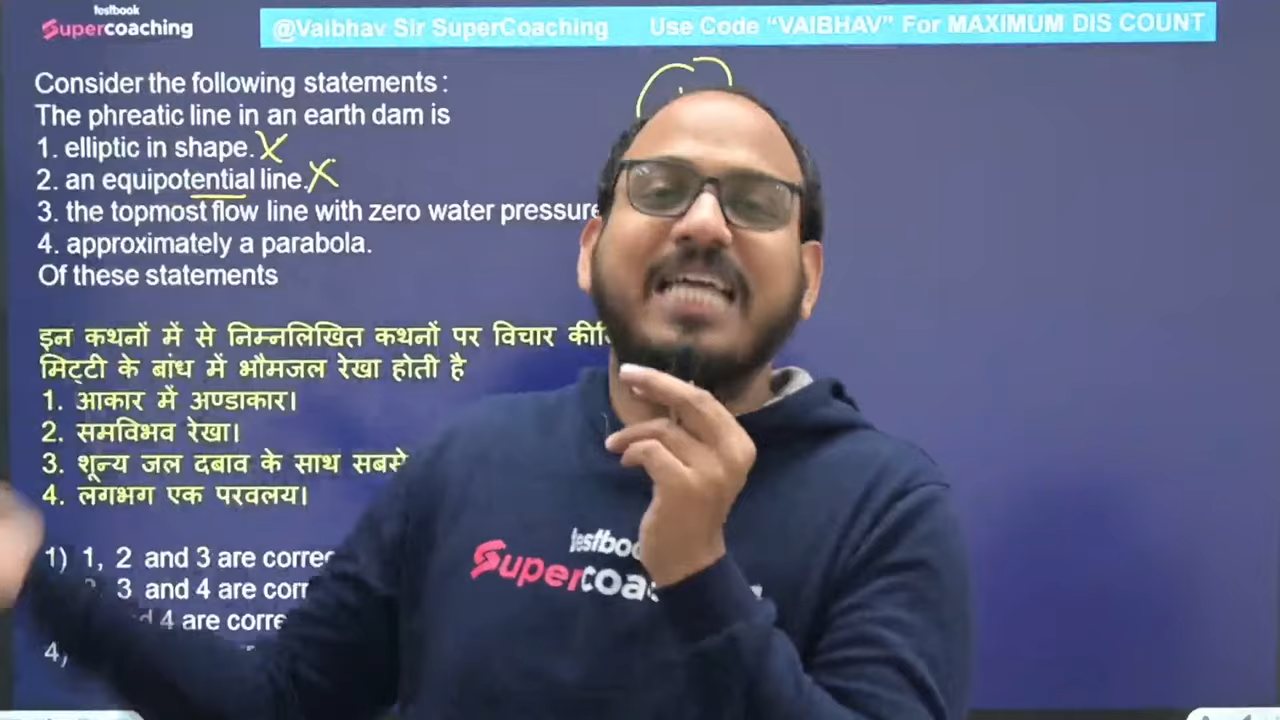 testbook
Supercoaching
@Vaibhav Sir SuperCoaching Use Code “VAIBHAV” For MAXIMUM DIS COUNT
Consider the following statements :
The phreatic line in an earth dam is
1. elliptic in shape. X
2. an equipotential line. X
3. the topmost flow line with zero water pressure
4. approximately a parabola.
Of these statements
इन कथनों में से निम्नलिखित कथनों पर विचार
मिट्टी के बांध में भौमजल रेखा होती है
1. आकार में अण्डाकार।
2. समविभव रेखा।
3. शून्य जल दबाव के साथ सबसे
4. लगभग एक परवलय।
1) 1, 2 and 3 are correc
3 and 4 are corr
4 are corre
4)
testboo
Supercoa